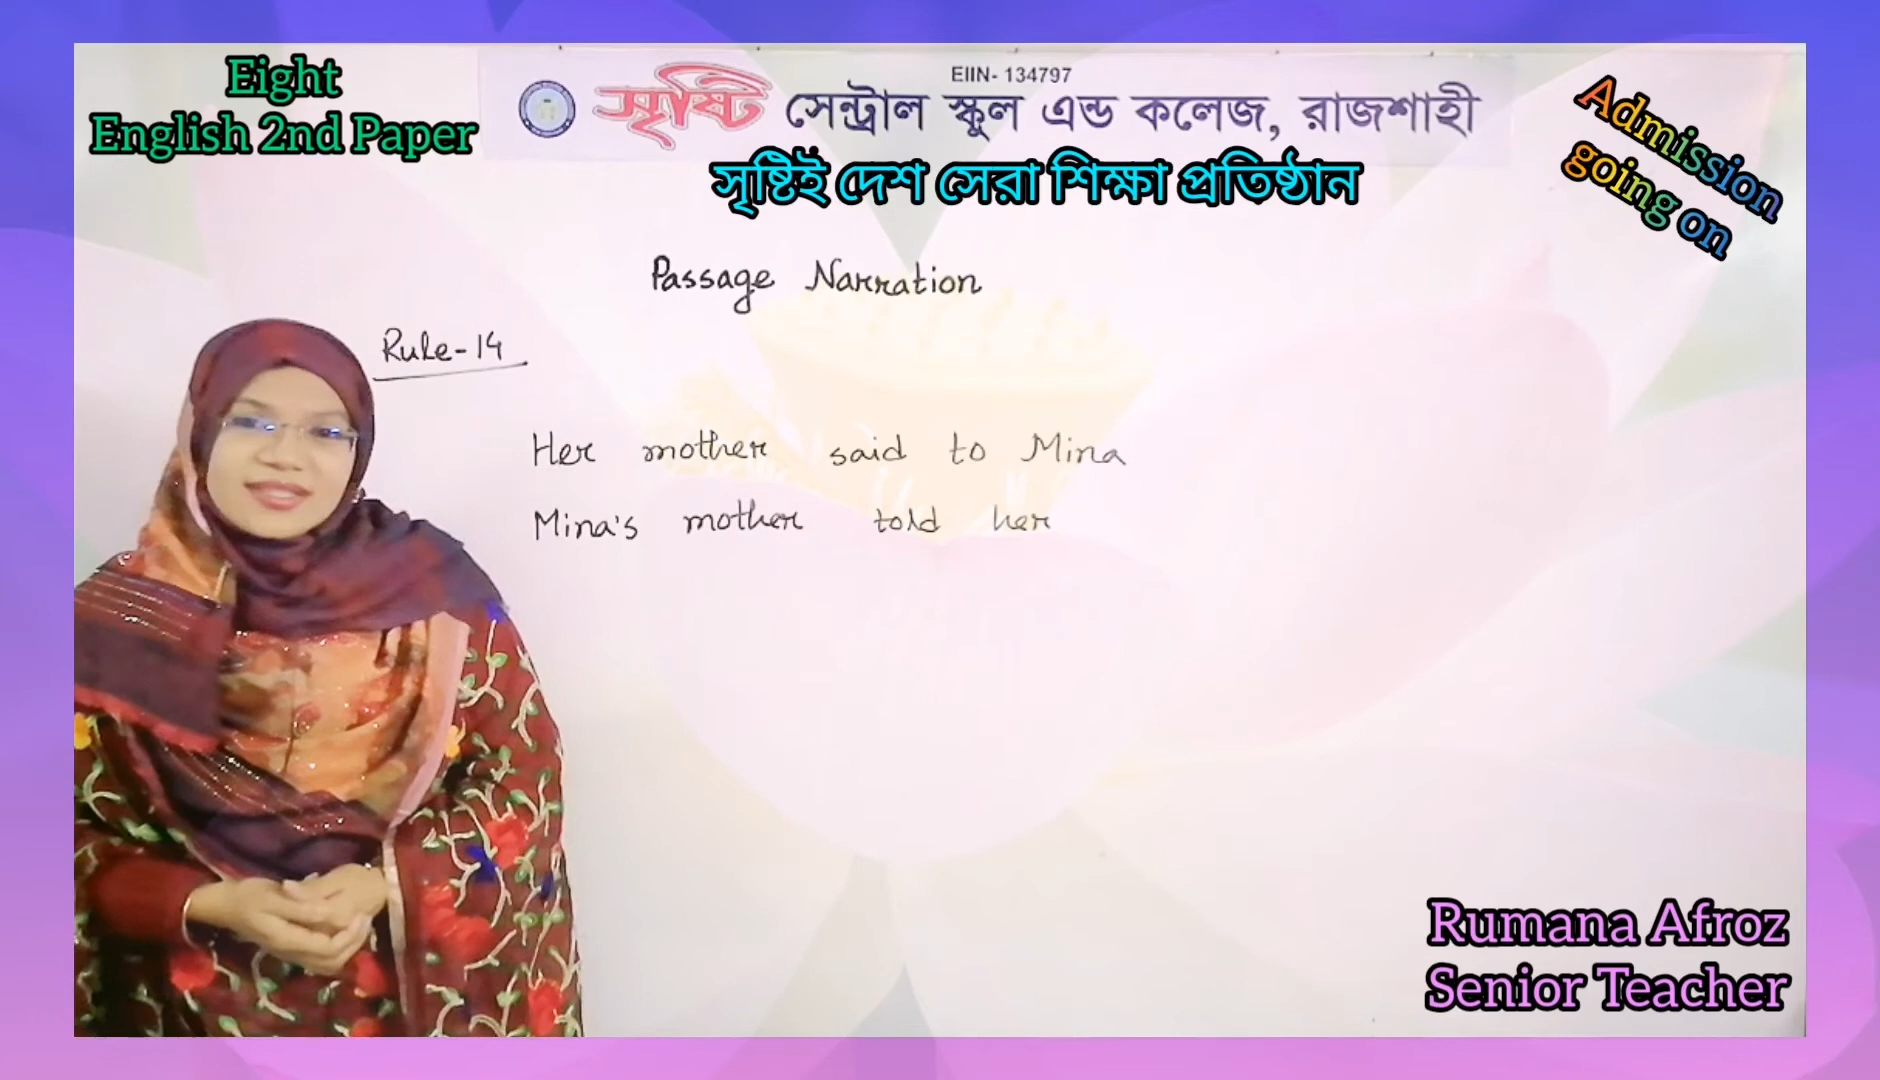 Eight
English 2nd Paper
EIIN- 134797
সৃষ্টি সেন্ট্রাল স্কুল এন্ড কলেজ, রাজশাহী
সৃষ্টিই দেশ সেরা শিক্ষা প্রতিষ্ঠান
Admission
going on
Passage Narration
Rule-14
Her mother said to Mina
Mina's mother told her
Rumana Afroz
Senior Teacher